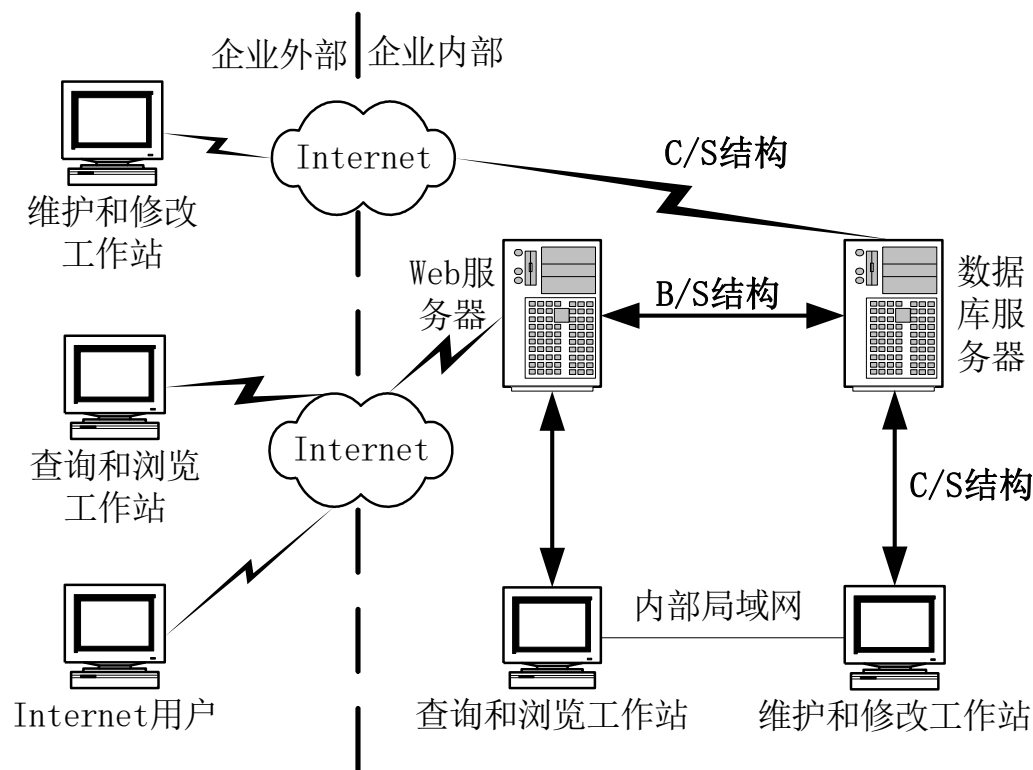 企业外部
企业内部
Internet
C/S结构
维护和修改
工作站
Web服
务器
B/S结构
数据
库服
务器
Internet
查询和浏览
工作站
C/S结构
内部局域网
Internet用户
查询和浏览工作站
维护和修改工作站